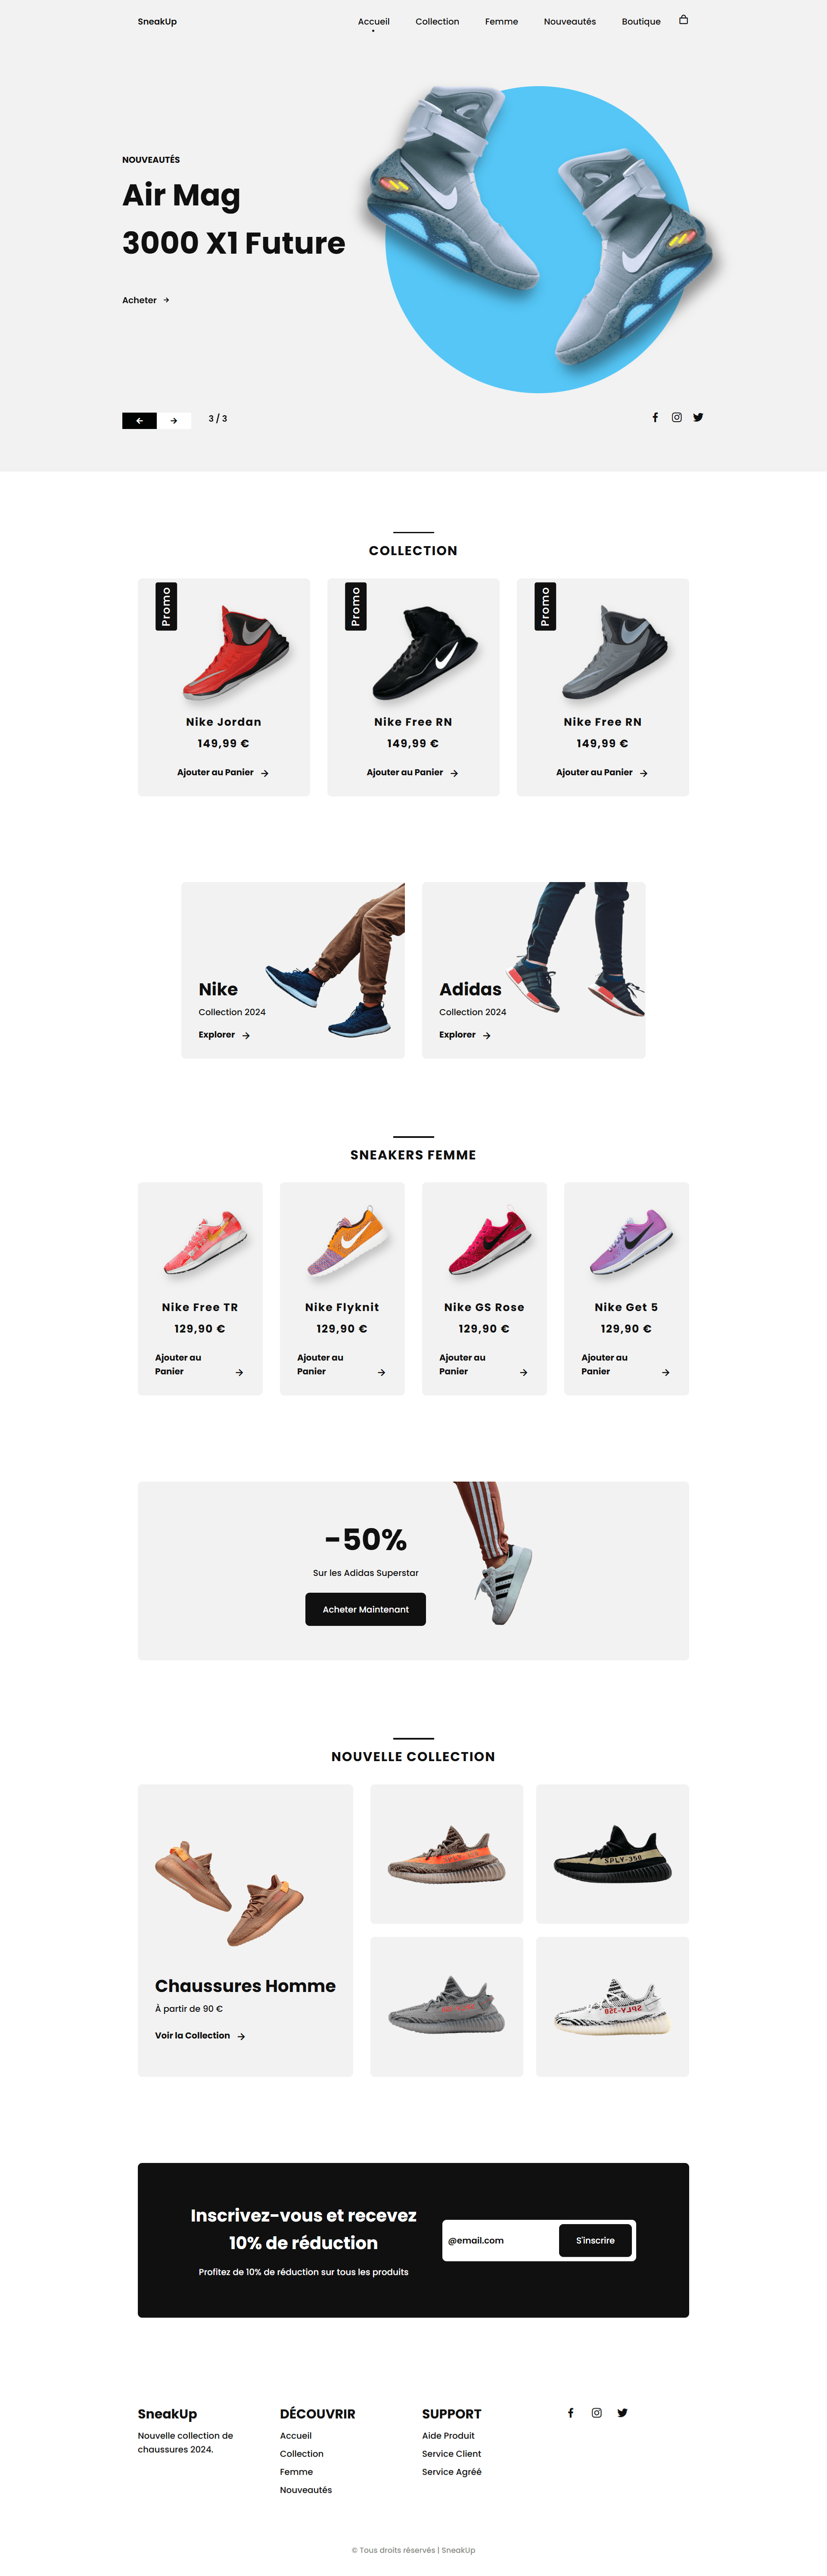 SneakUp
Accueil
Collection
Femme
Nouveautés
Boutique
NOUVEAUTÉS
Air Mag
3000 X1 Future
Acheter →
← →
3 / 3
COLLECTION
Promo
Nike Jordan
149,99 €
Ajouter au Panier →
Promo
Nike Free RN
149,99 €
Ajouter au Panier →
Promo
Nike Free RN
149,99 €
Ajouter au Panier →
Nike
Collection 2024
Explorer →
Adidas
Collection 2024
Explorer →
SNEAKERS FEMME
Nike Free TR
129,90 €
Ajouter au
Panier →
Nike Flyknit
129,90 €
Ajouter au
Panier →
Nike GS Rose
129,90 €
Ajouter au
Panier →
Nike Get 5
129,90 €
Ajouter au
Panier →
-50%
Sur les Adidas Superstar
Acheter Maintenant
NOUVELLE COLLECTION
Chaussures Homme
À partir de 90 €
Voir la Collection →
SPLY-350
SPLY-350
Inscrivez-vous et recevez
10% de réduction
Profitez de 10% de réduction sur tous les produits
@email.com
S'inscrire
SneakUp
Nouvelle collection de
chaussures 2024.
DÉCOUVRIR
Accueil
Collection
Femme
Nouveautés
SUPPORT
Aide Produit
Service Client
Service Agréé
© Tous droits réservés | SneakUp